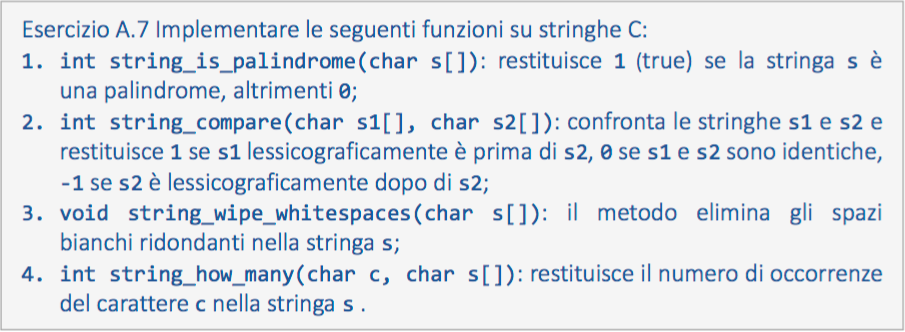 Esercizio A.7 Implementare le seguenti funzioni su stringhe C:
1. int string_is_palindrome(char s[]): restituisce 1 (true) se la stringa s è
una palindrome, altrimenti 0;
2. int string_compare(char s1[], char s2[]): confronta le stringhe s1 e s2 e
restituisce 1 se s1 lessicograficamente è prima di s2, 0 se s1 e s2 sono identiche,
-1 se s2 è lessicograficamente dopo di s2;
3. void string_wipe_whitespaces(char s[]): il metodo elimina gli spazi
bianchi ridondanti nella stringa s;
4. int string_how_many(char c, char s[]): restituisce il numero di occorrenze
del carattere c nella stringa s .